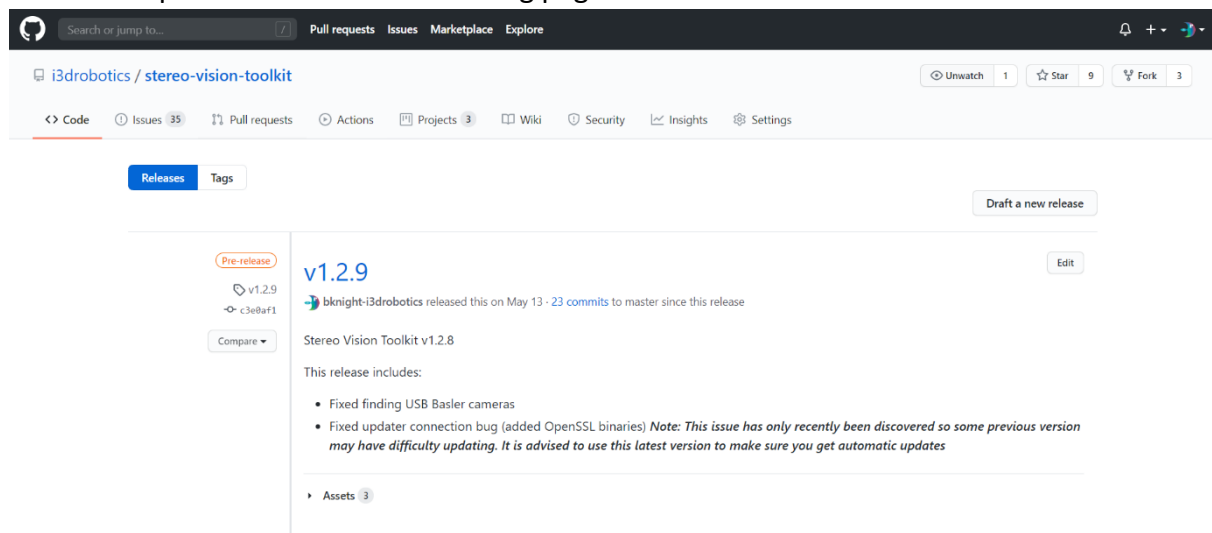 Search or jump to... / Pull requests Issues Marketplace Explore
i3drobotics / stereo-vision-toolkit Unwatch 1 Star 9 Fork 3
<> Code Issues 35 Pull requests Actions Projects 3 Wiki Security Insights Settings
Releases Tags
Draft a new release
Pre-release
v1.2.9
c3e0af1
Compare
v1.2.9 Edit
bknight-i3drobotics released this on May 13 · 23 commits to master since this release
Stereo Vision Toolkit v1.2.8
This release includes:
• Fixed finding USB Basler cameras
• Fixed updater connection bug (added OpenSSL binaries) Note: This issue has only recently been discovered so some previous version
may have difficulty updating. It is advised to use this latest version to make sure you get automatic updates
Assets 3